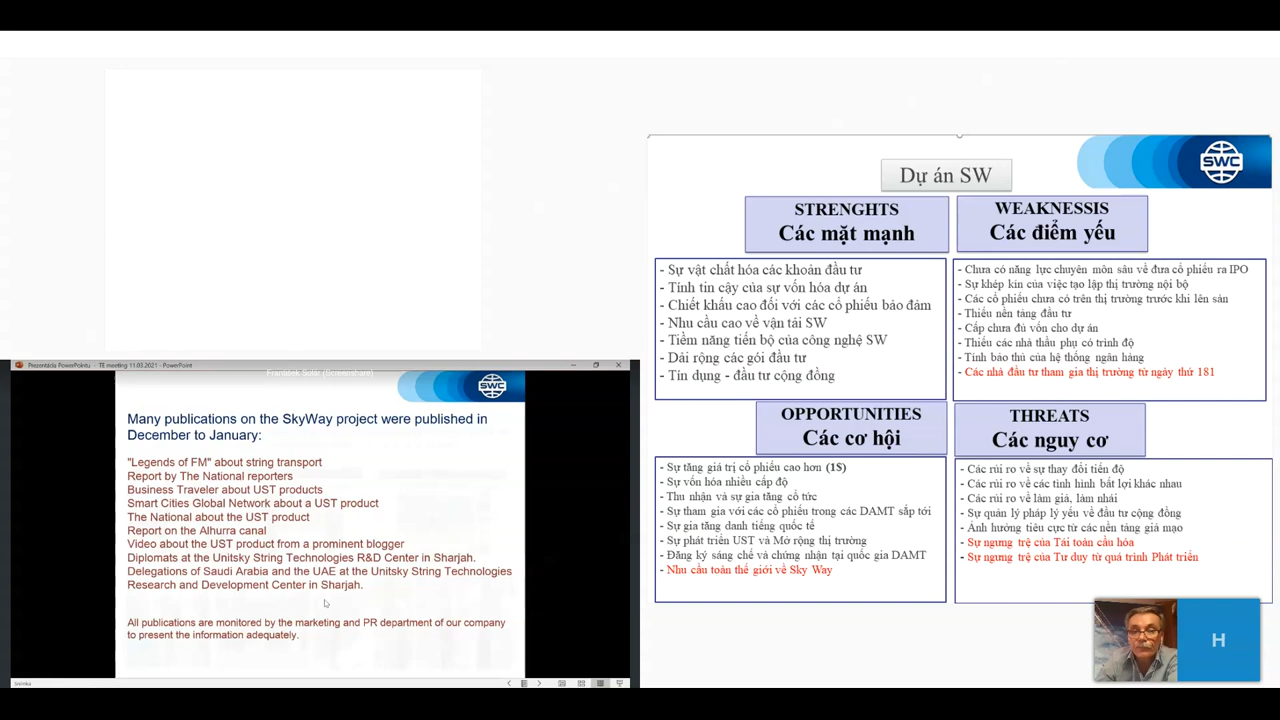 Prezentácia PowerPointu - TE meeting 11.03.2021 - PowerPoint
František Solár (Screenshare)
SWC
Many publications on the SkyWay project were published in
December to January:
"Legends of FM" about string transport
Report by The National reporters
Business Traveler about UST products
Smart Cities Global Network about a UST product
The National about the UST product
Report on the Alhurra canal
Video about the UST product from a prominent blogger
Diplomats at the Unitsky String Technologies R&D Center in Sharjah.
Delegations of Saudi Arabia and the UAE at the Unitsky String Technologies
Research and Development Center in Sharjah.
All publications are monitored by the marketing and PR department of our company
to present the information adequately.
SWC
Dự án SW
STRENGHTS
Các mặt mạnh
- Sự vật chất hóa các khoản đầu tư
- Tính tin cậy của sự vốn hóa dự án
- Chiết khấu cao đối với các cổ phiếu bảo đảm
- Nhu cầu cao về vận tải SW
- Tiềm năng tiến bộ của công nghệ SW
- Dải rộng các gói đầu tư
- Tín dụng - đầu tư cộng đồng
WEAKNESSIS
Các điểm yếu
- Chưa có năng lực chuyên môn sâu về đưa cổ phiếu ra IPO
- Sự khép kín của việc tạo lập thị trường nội bộ
- Các cổ phiếu chưa có trên thị trường trước khi lên sàn
- Thiếu nền tảng đầu tư
- Cấp chưa đủ vốn cho dự án
- Thiếu các nhà thầu phụ có trình độ
- Tính bảo thủ của hệ thống ngân hàng
- Các nhà đầu tư tham gia thị trường từ ngày thứ 181
OPPORTUNITIES
Các cơ hội
- Sự tăng giá trị cổ phiếu cao hơn (1$)
- Sự vốn hóa nhiều cấp độ
- Thu nhận và sự gia tăng cổ tức
- Sự tham gia với các cổ phiếu trong các DAMT sắp tới
- Sự gia tăng danh tiếng quốc tế
- Sự phát triển UST và Mở rộng thị trường
- Đăng ký sáng chế và chứng nhận tại quốc gia DAMT
- Nhu cầu toàn thế giới về Sky Way
THREATS
Các nguy cơ
- Các rủi ro về sự thay đổi tiến độ
- Các rủi ro về các tình hình bất lợi khác nhau
- Các rủi ro về làm giả, làm nhái
- Sự quản lý pháp lý yếu về đầu tư cộng đồng
- Ảnh hưởng tiêu cực từ các nền tảng giả mạo
- Sự ngưng trệ của Tái toàn cầu hóa
- Sự ngưng trệ của Tư duy từ quá trình Phát triển
H